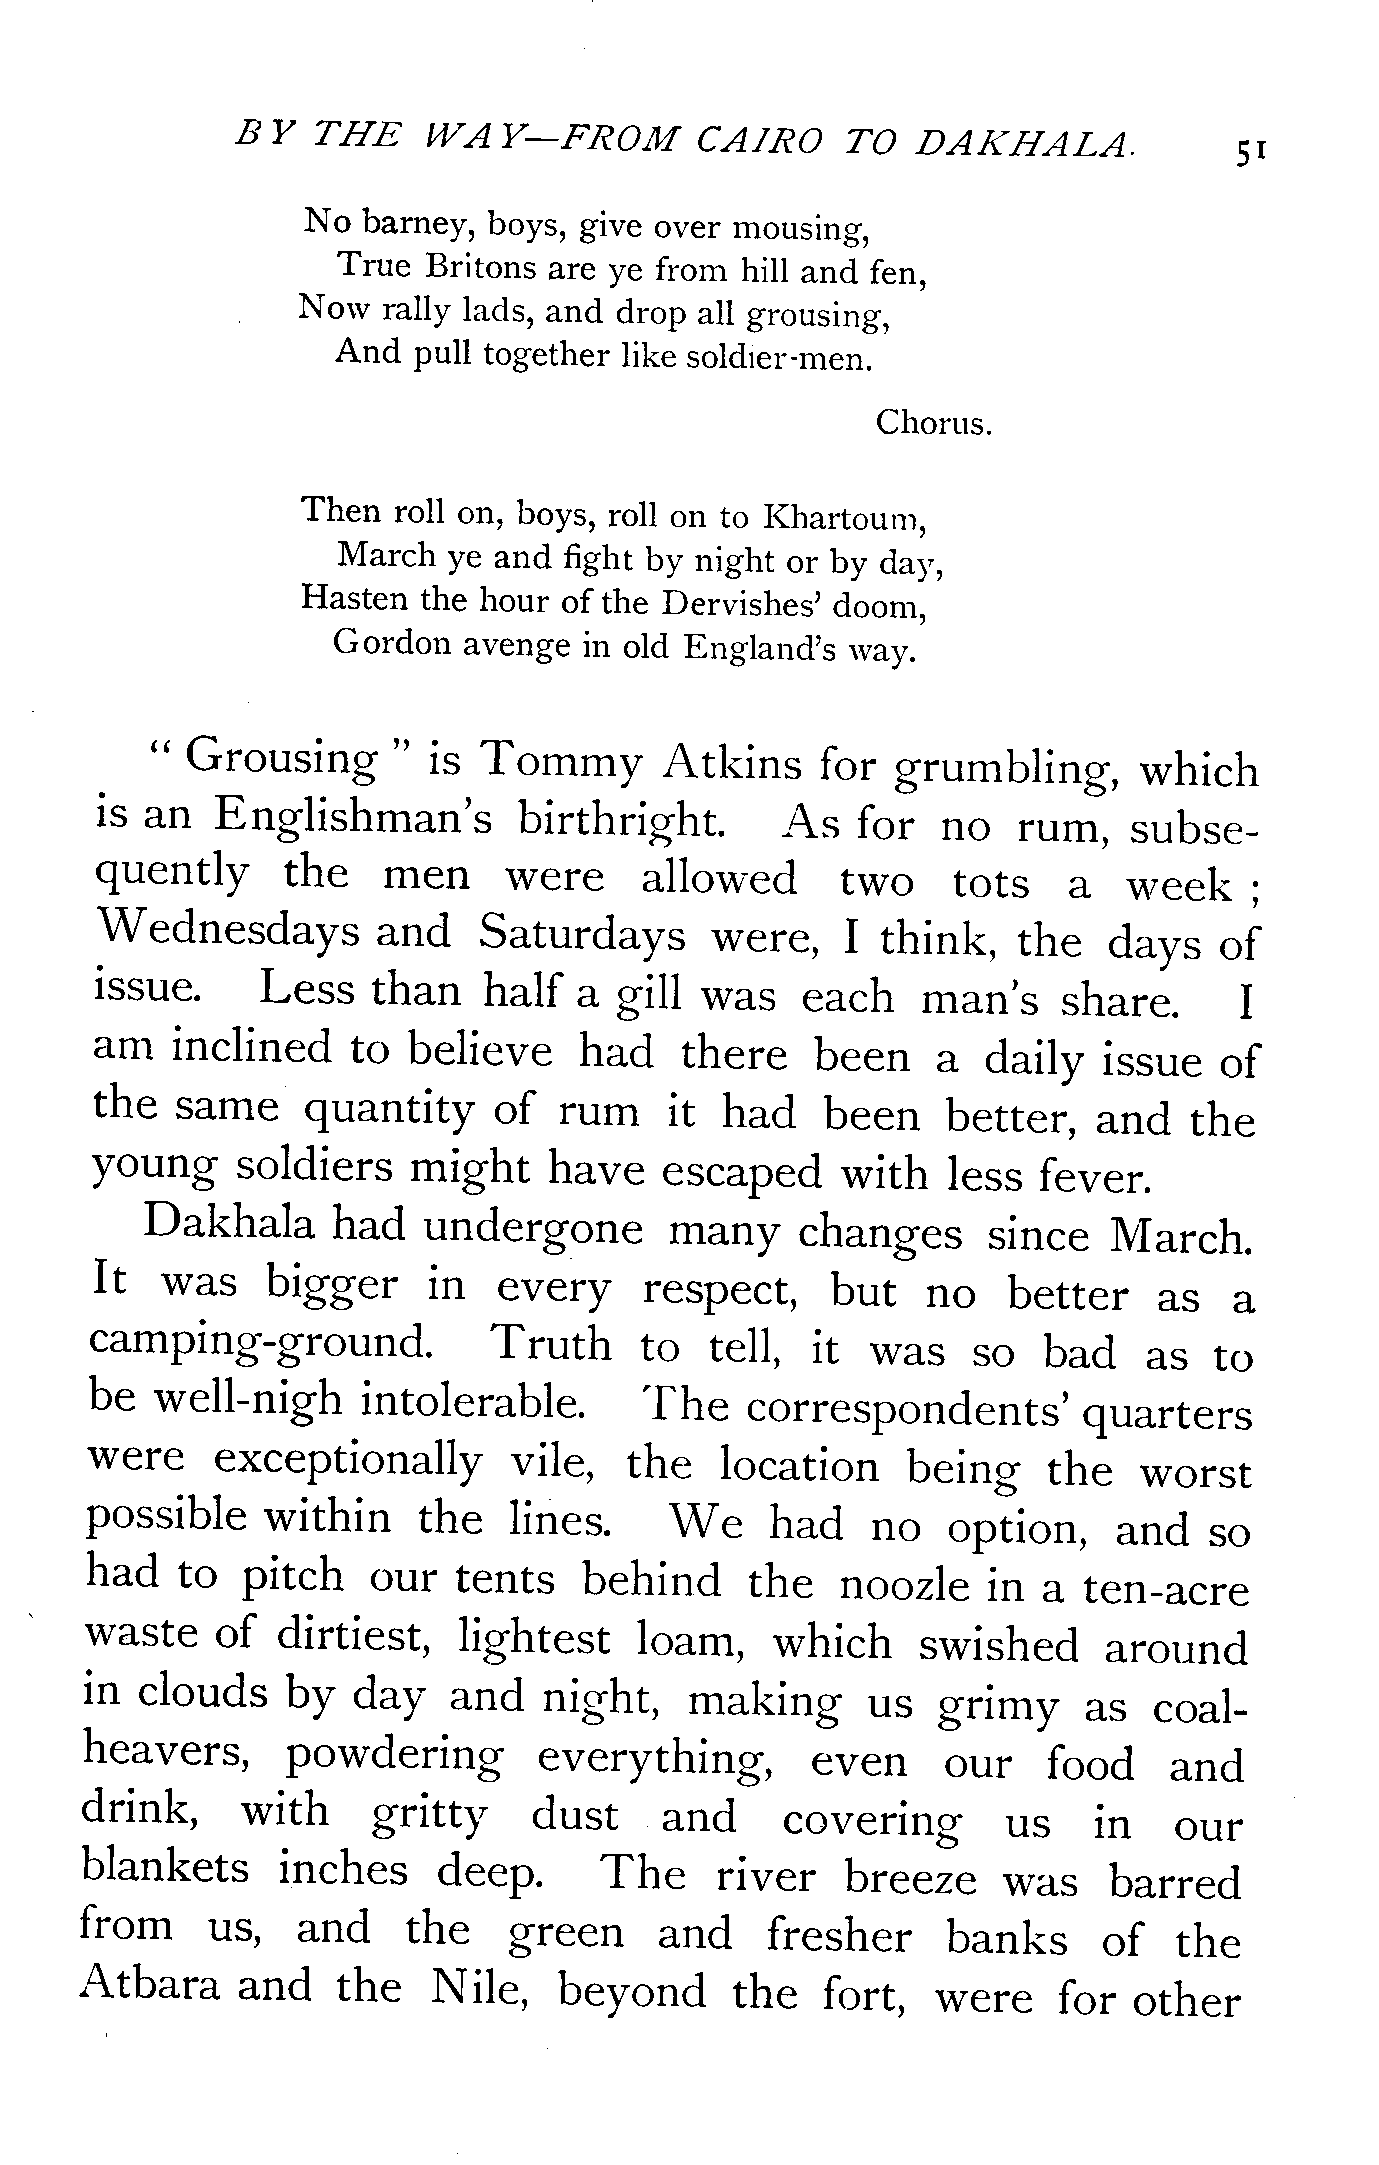 BY THE WAY—FROM CAIRO TO DAKHALA. 51
No barney, boys, give over mousing,
True Britons are ye from hill and fen,
Now rally lads, and drop all grousing,
And pull together like soldier-men.
Chorus.
Then roll on, boys, roll on to Khartoum,
March ye and fight by night or by day,
Hasten the hour of the Dervishes' doom,
Gordon avenge in old England's way.
" Grousing " is Tommy Atkins for grumbling, which
is an Englishman's birthright. As for no rum, subse-
quently the men were allowed two tots a week ;
Wednesdays and Saturdays were, I think, the days of
issue. Less than half a gill was each man's share. I
am inclined to believe had there been a daily issue of
the same quantity of rum it had been better, and the
young soldiers might have escaped with less fever.
Dakhala had undergone many changes since March.
It was bigger in every respect, but no better as a
camping-ground. Truth to tell, it was so bad as to
be well-nigh intolerable. The correspondents' quarters
were exceptionally vile, the location being the worst
possible within the lines. We had no option, and so
had to pitch our tents behind the noozle in a ten-acre
waste of dirtiest, lightest loam, which swished around
in clouds by day and night, making us grimy as coal-
heavers, powdering everything, even our food and
drink, with gritty dust and covering us in our
blankets inches deep. The river breeze was barred
from us, and the green and fresher banks of the
Atbara and the Nile, beyond the fort, were for other